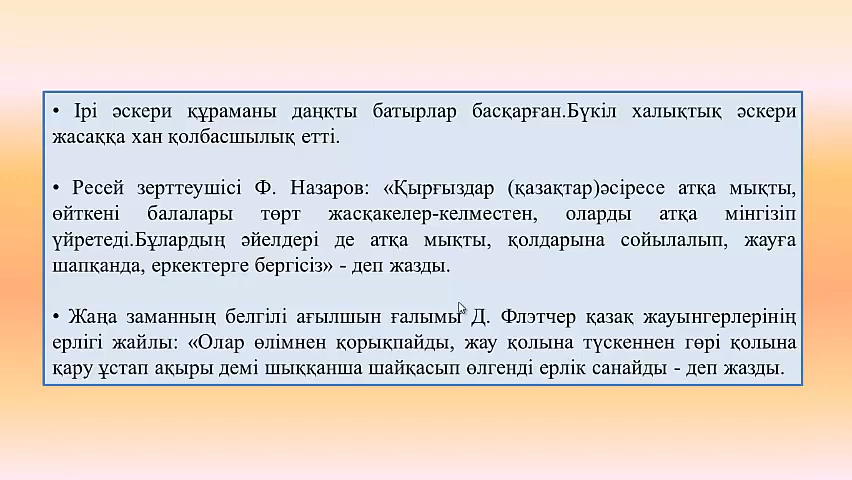 • Ірі әскери құраманы даңқты батырлар басқарған.Бүкіл халықтық әскери
жасаққа хан қолбасшылық етті.
• Ресей зерттеушісі Ф. Назаров: «Қырғыздар (қазақтар)әсіресе атқа мықты,
өйткені балалары төрт жасқакелер-келместен, оларды атқа мінгізіп
үйретеді.Бұлардың әйелдері де атқа мықты, қолдарына сойылалып, жауға
шапқанда, еркектерге бергісіз» - деп жазды.
• Жаңа заманның белгілі ағылшын ғалымы Д. Флэтчер қазақ жауынгерлерінің
ерлігі жайлы: «Олар өлімнен қорықпайды, жау қолына түскеннен гөрі қолына
қару ұстап ақыры демі шыққанша шайқасып өлгенді ерлік санайды - деп жазды.